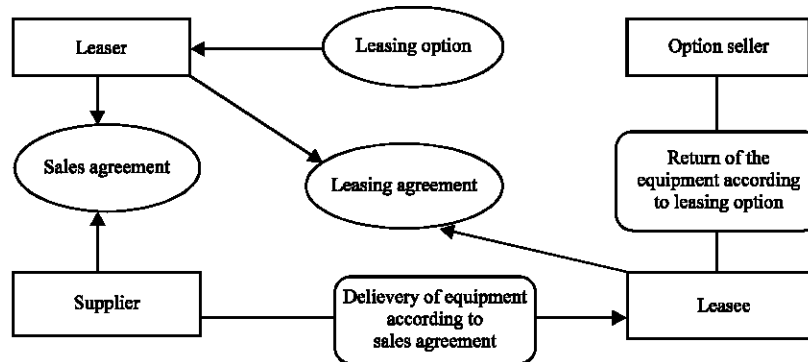 Leaser
Leasing option
Option seller
Sales agreement
Leasing agreement
Return of the
equipment according
to leasing option
Supplier
Delievery of equipment
according to
sales agreement
Leasee